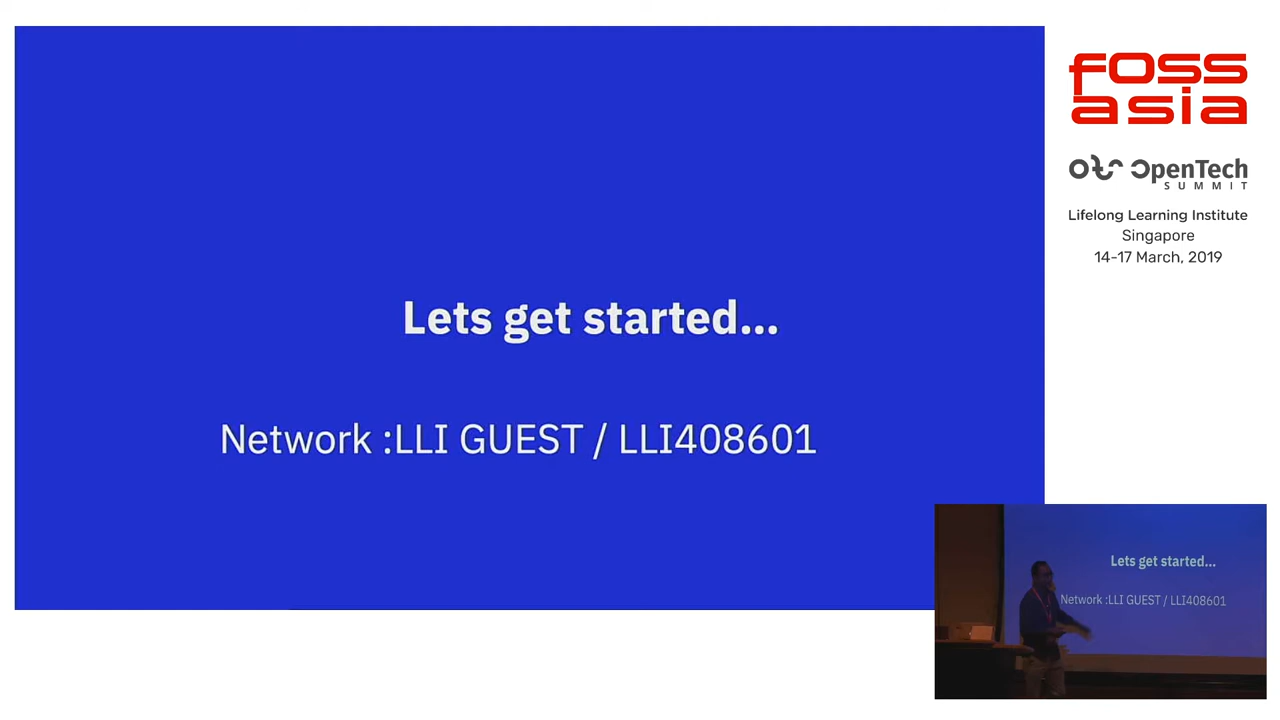 Lets get started...
Network :LLI GUEST / LLI408601
foss
asia
OpenTech
SUMMIT
Lifelong Learning Institute
Singapore
14-17 March, 2019
Lets get started...
Network :LLI GUEST / LLI408601